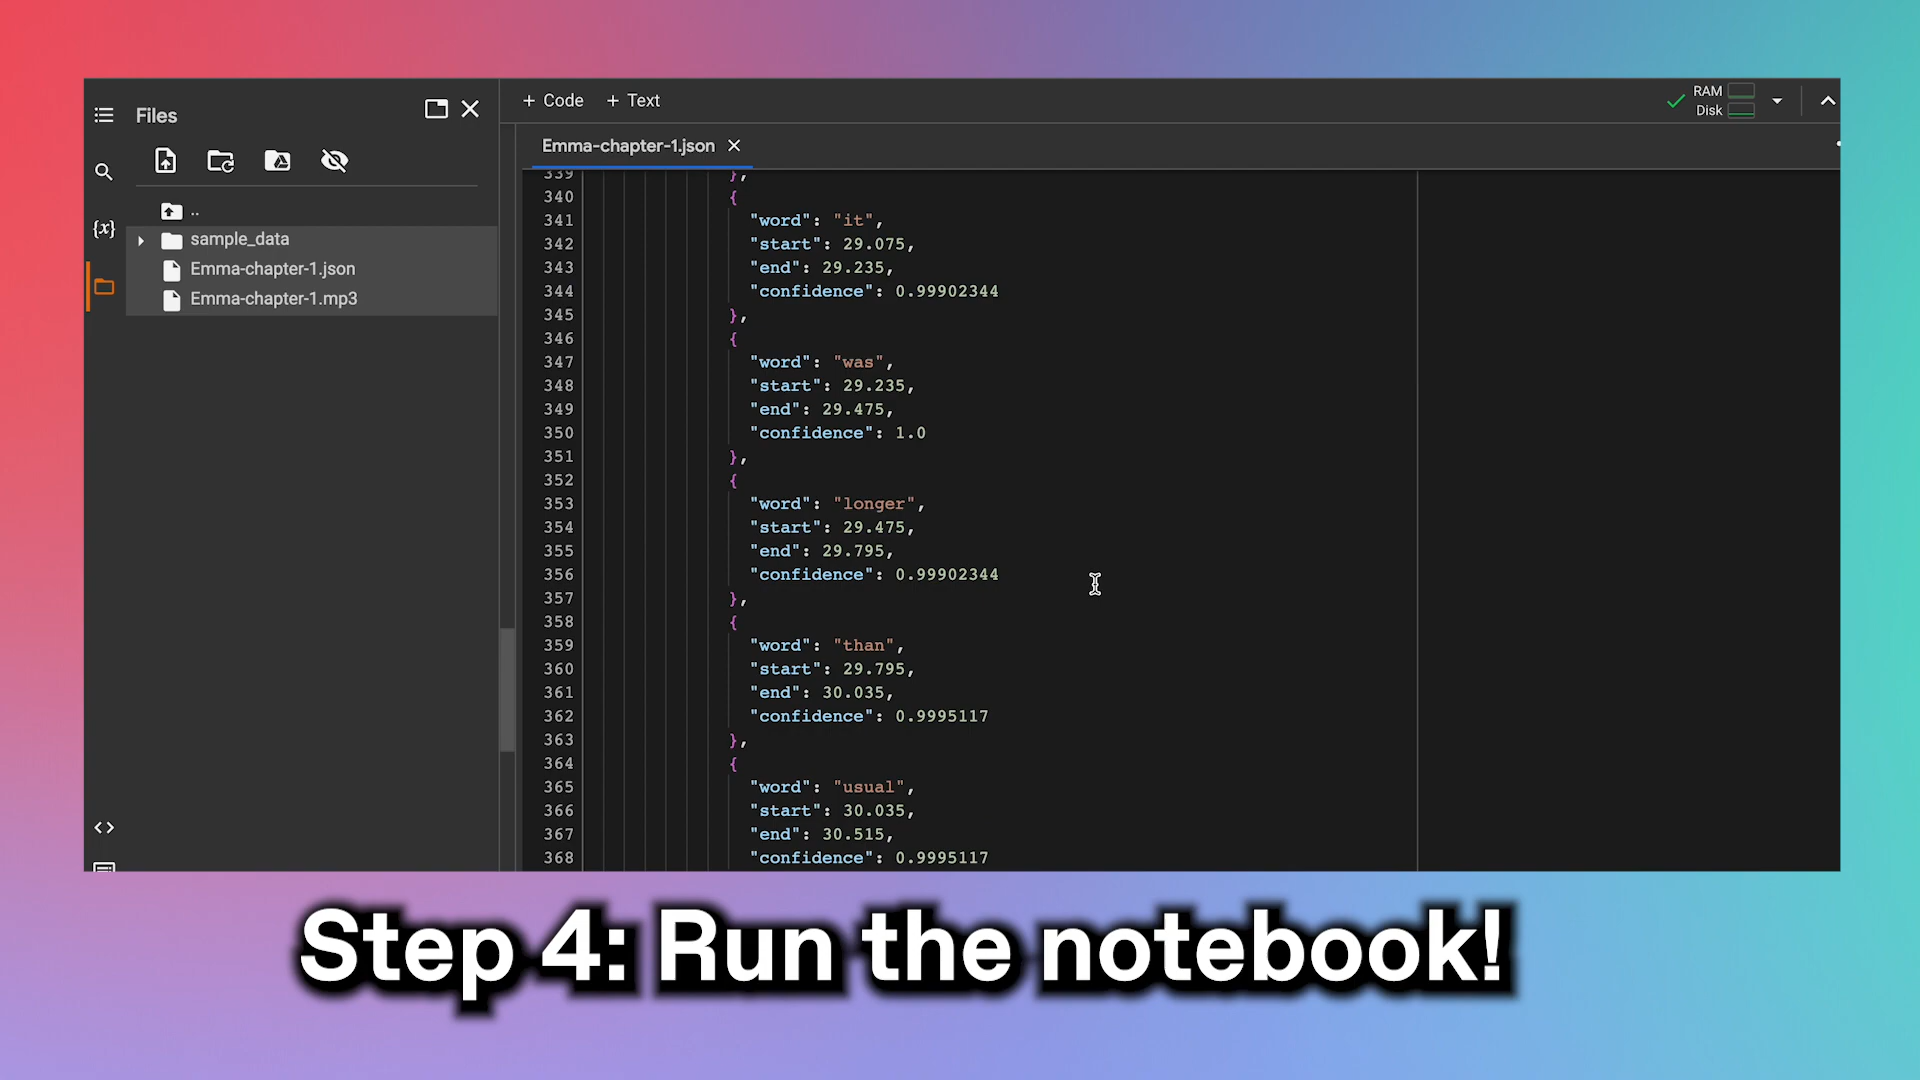 Files
+ Code + Text
RAM
Disk
Emma-chapter-1.json
..
sample_data
Emma-chapter-1.json
Emma-chapter-1.mp3
{x}
339 },
340 {
341 "word": "it",
342 "start": 29.075,
343 "end": 29.235,
344 "confidence": 0.99902344
345 },
346 {
347 "word": "was",
348 "start": 29.235,
349 "end": 29.475,
350 "confidence": 1.0
351 },
352 {
353 "word": "longer",
354 "start": 29.475,
355 "end": 29.795,
356 "confidence": 0.99902344
357 },
358 {
359 "word": "than",
360 "start": 29.795,
361 "end": 30.035,
362 "confidence": 0.9995117
363 },
364 {
365 "word": "usual",
366 "start": 30.035,
367 "end": 30.515,
368 "confidence": 0.9995117
Step 4: Run the notebook!